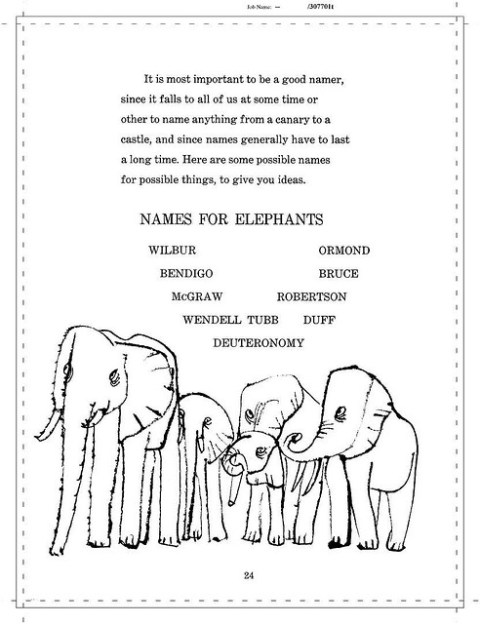 Job Name: -- /307701t
It is most important to be a good namer,
since it falls to all of us at some time or
other to name anything from a canary to a
castle, and since names generally have to last
a long time. Here are some possible names
for possible things, to give you ideas.
NAMES FOR ELEPHANTS
WILBUR ORMOND
BENDIGO BRUCE
McGRAW ROBERTSON
WENDELL TUBB DUFF
DEUTERONOMY
24